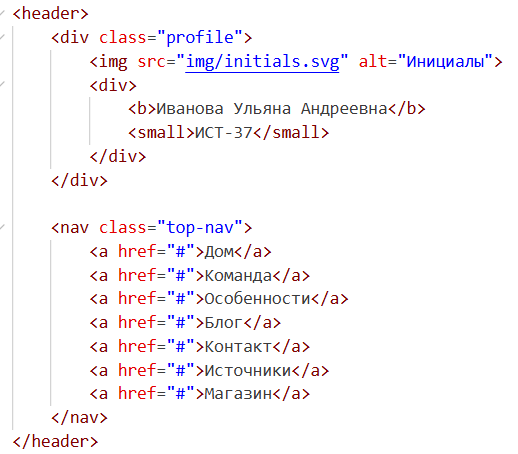 <header>
<div class="profile">
<img src="img/initials.svg" alt="Инициалы">
<div>
<b>Иванова Ульяна Андреевна</b>
<small>ИСТ-37</small>
</div>
</div>
<nav class="top-nav">
<a href="#">Дом</a>
<a href="#">Команда</a>
<a href="#">Особенности</a>
<a href="#">Блог</a>
<a href="#">Контакт</a>
<a href="#">Источники</a>
<a href="#">Магазин</a>
</nav>
</header>